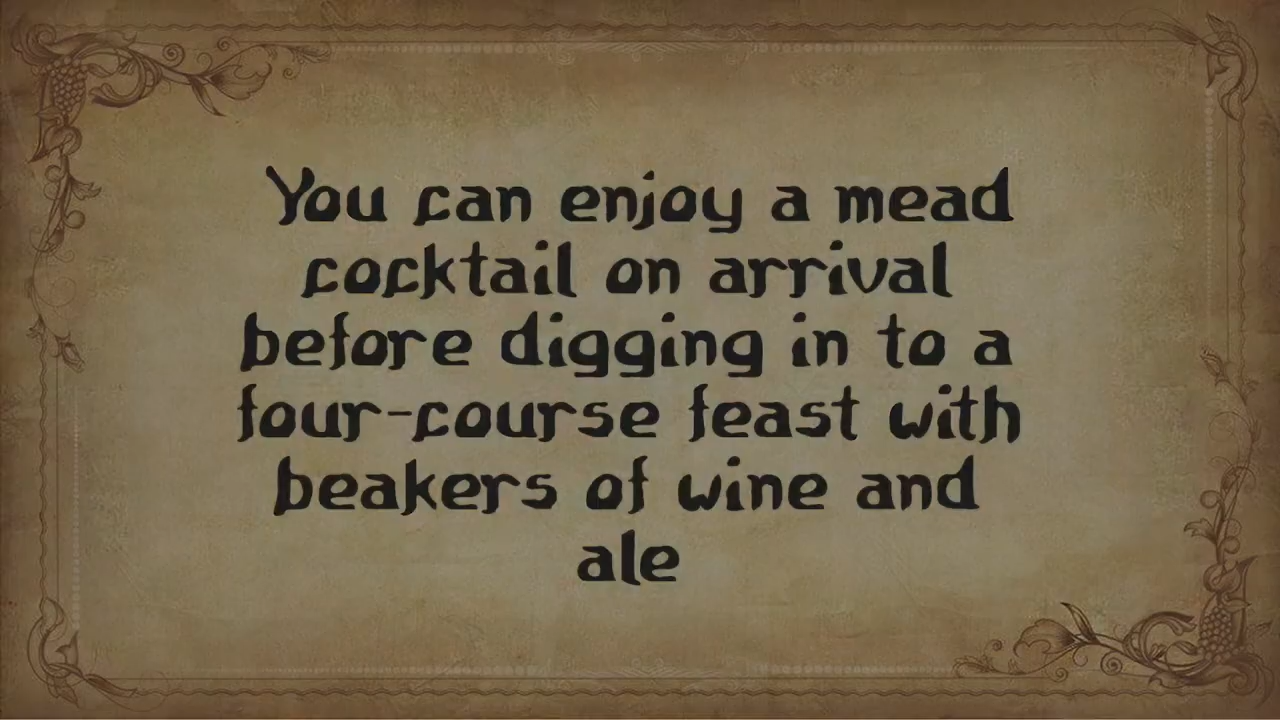 You can enjoy a mead
cocktail on arrival
before digging in to a
four-course feast with
beakers of wine and
ale